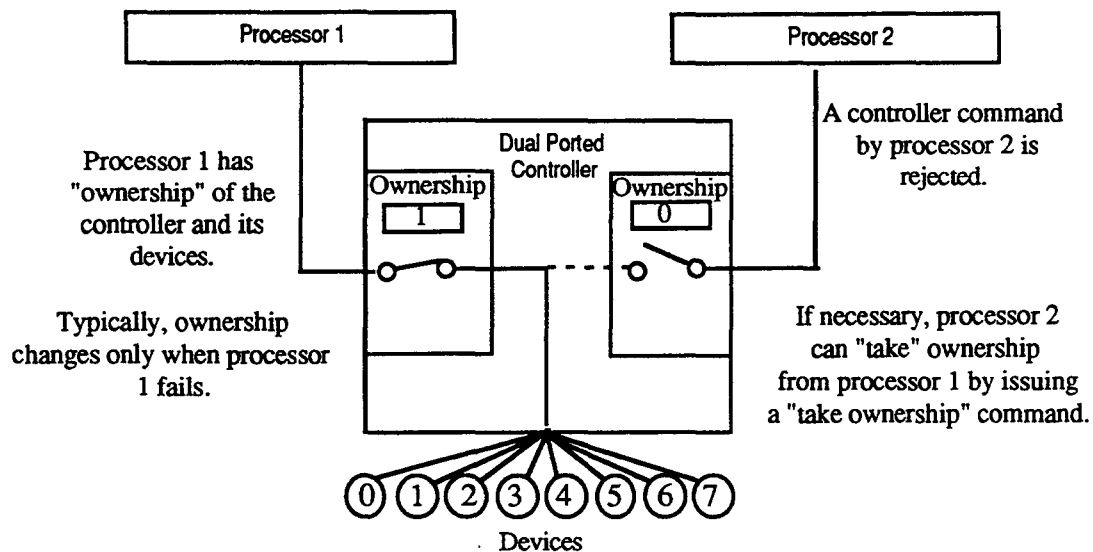 Processor 1
Processor 2
Dual Ported
Controller
Processor 1 has
"ownership" of the
controller and its
devices.
Typically, ownership
changes only when processor
1 fails.
Ownership
1
Ownership
0
A controller command
by processor 2 is
rejected.
If necessary, processor 2
can "take" ownership
from processor 1 by issuing
a "take ownership" command.
0 1 2 3 4 5 6 7
Devices